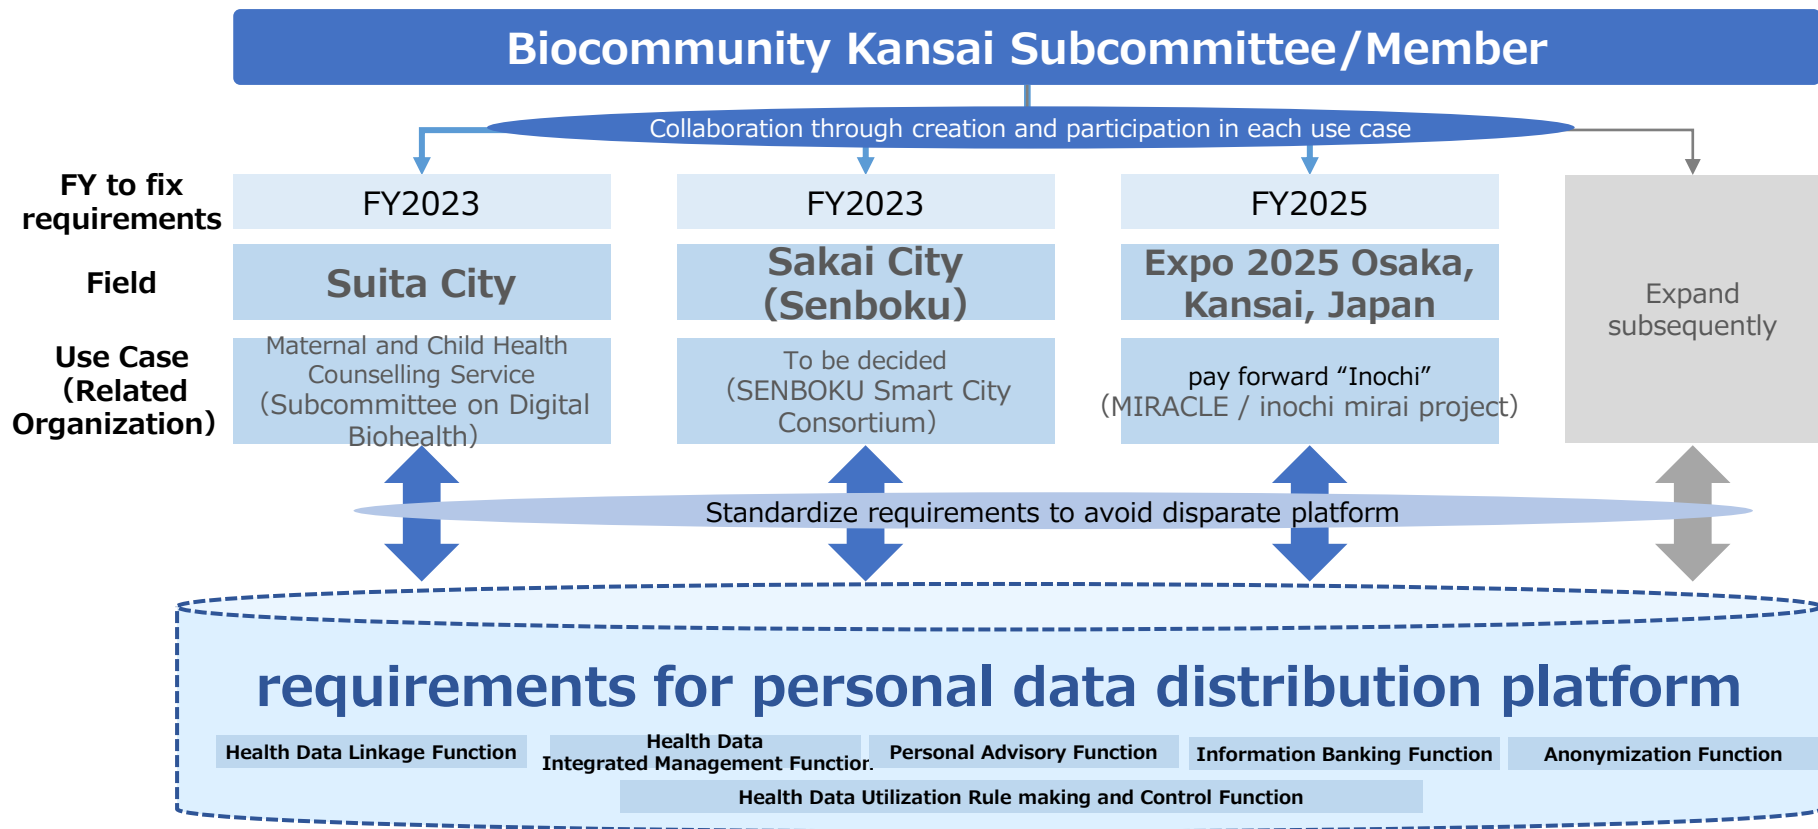 Biocommunity Kansai Subcommittee/Member
Collaboration through creation and participation in each use case
FY to fix
requirements
FY2023
FY2023
FY2025
Field
Suita City
Sakai City
(Senboku)
Expo 2025 Osaka,
Kansai, Japan
Expand
subsequently
Use Case
(Related
Organization)
Maternal and Child Health
Counselling Service
(Subcommittee on Digital
Biohealth)
To be decided
(SENBOKU Smart City
Consortium)
pay forward “Inochi”
(MIRACLE / inochi mirai project)
Standardize requirements to avoid disparate platform
requirements for personal data distribution platform
Health Data Linkage Function
Health Data
Integrated Management Function
Personal Advisory Function
Information Banking Function
Anonymization Function
Health Data Utilization Rule making and Control Function